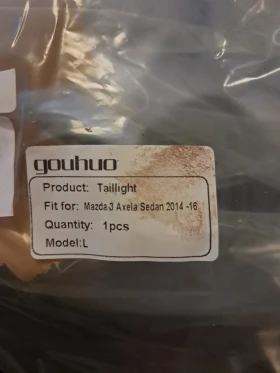 gouhuo
Product: Taillight
Fit for: Mazda 3 Axela Sedan 2014 -16
Quantity: 1pcs
Model:L